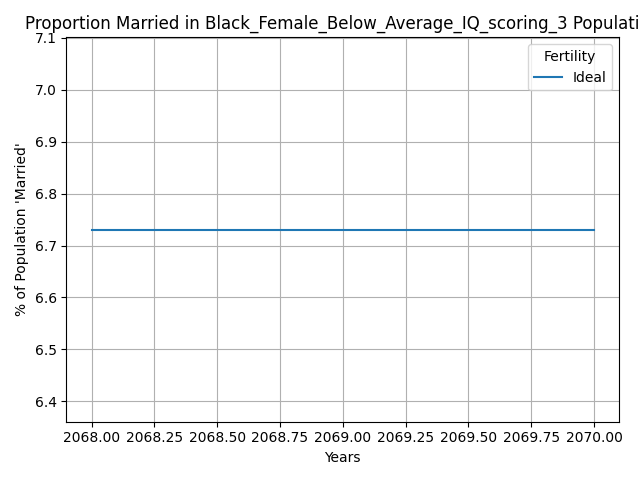 Proportion Married in Black_Female_Below_Average_IQ_scoring_3 Populati
Fertility
Ideal
% of Population 'Married'
7.1
7.0
6.9
6.8
6.7
6.6
6.5
6.4
2068.00 2068.25 2068.50 2068.75 2069.00 2069.25 2069.50 2069.75 2070.00
Years